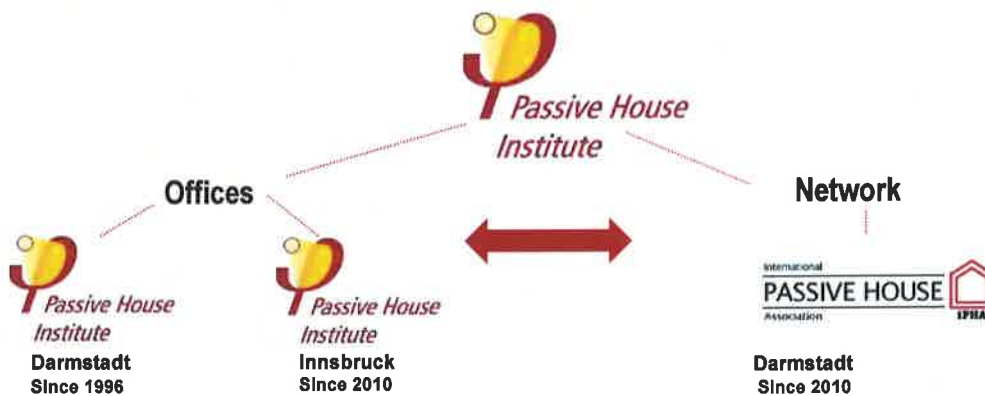 Passive House
Institute
Offices
Network
Passive House
Institute
Darmstadt
Since 1996
Passive House
Institute
Innsbruck
Since 2010
International
PASSIVE HOUSE
Association
IPHA
Darmstadt
Since 2010